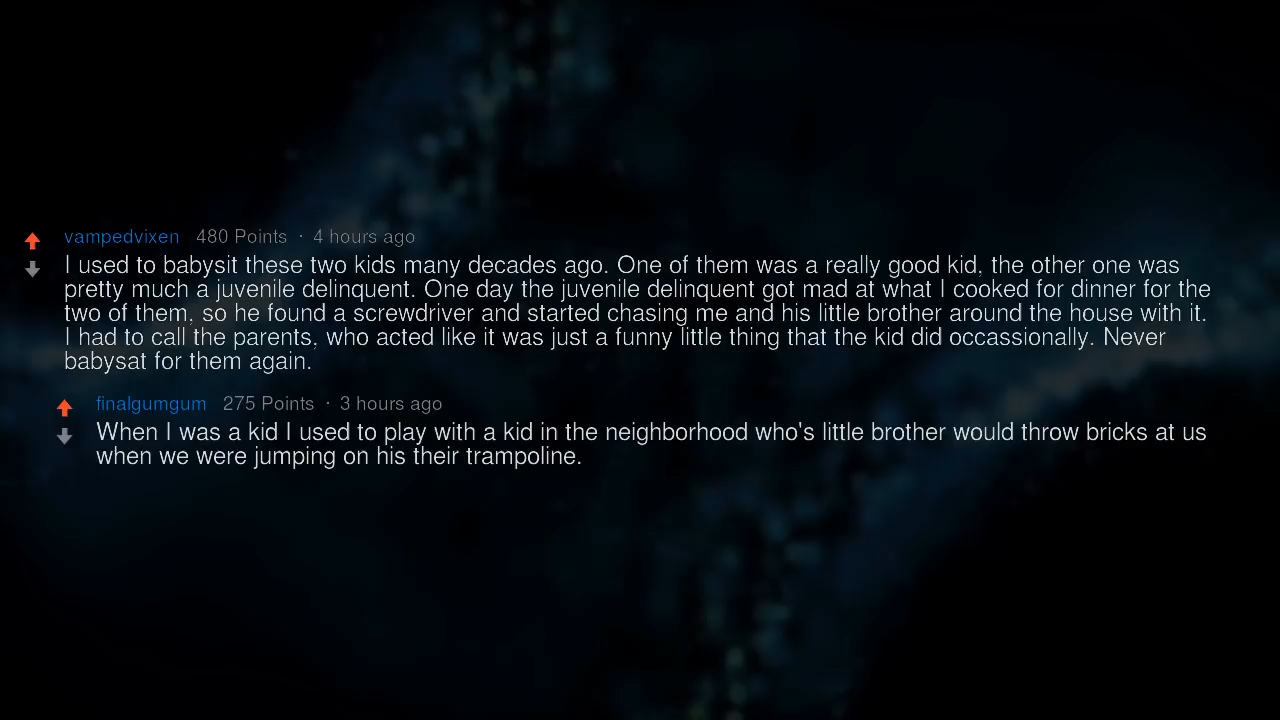 vampedvixen 480 Points · 4 hours ago
I used to babysit these two kids many decades ago. One of them was a really good kid, the other one was
pretty much a juvenile delinquent. One day the juvenile delinquent got mad at what I cooked for dinner for the
two of them, so he found a screwdriver and started chasing me and his little brother around the house with it.
I had to call the parents, who acted like it was just a funny little thing that the kid did occassionally. Never
babysat for them again.
finalgumgum 275 Points · 3 hours ago
When I was a kid I used to play with a kid in the neighborhood who's little brother would throw bricks at us
when we were jumping on his their trampoline.